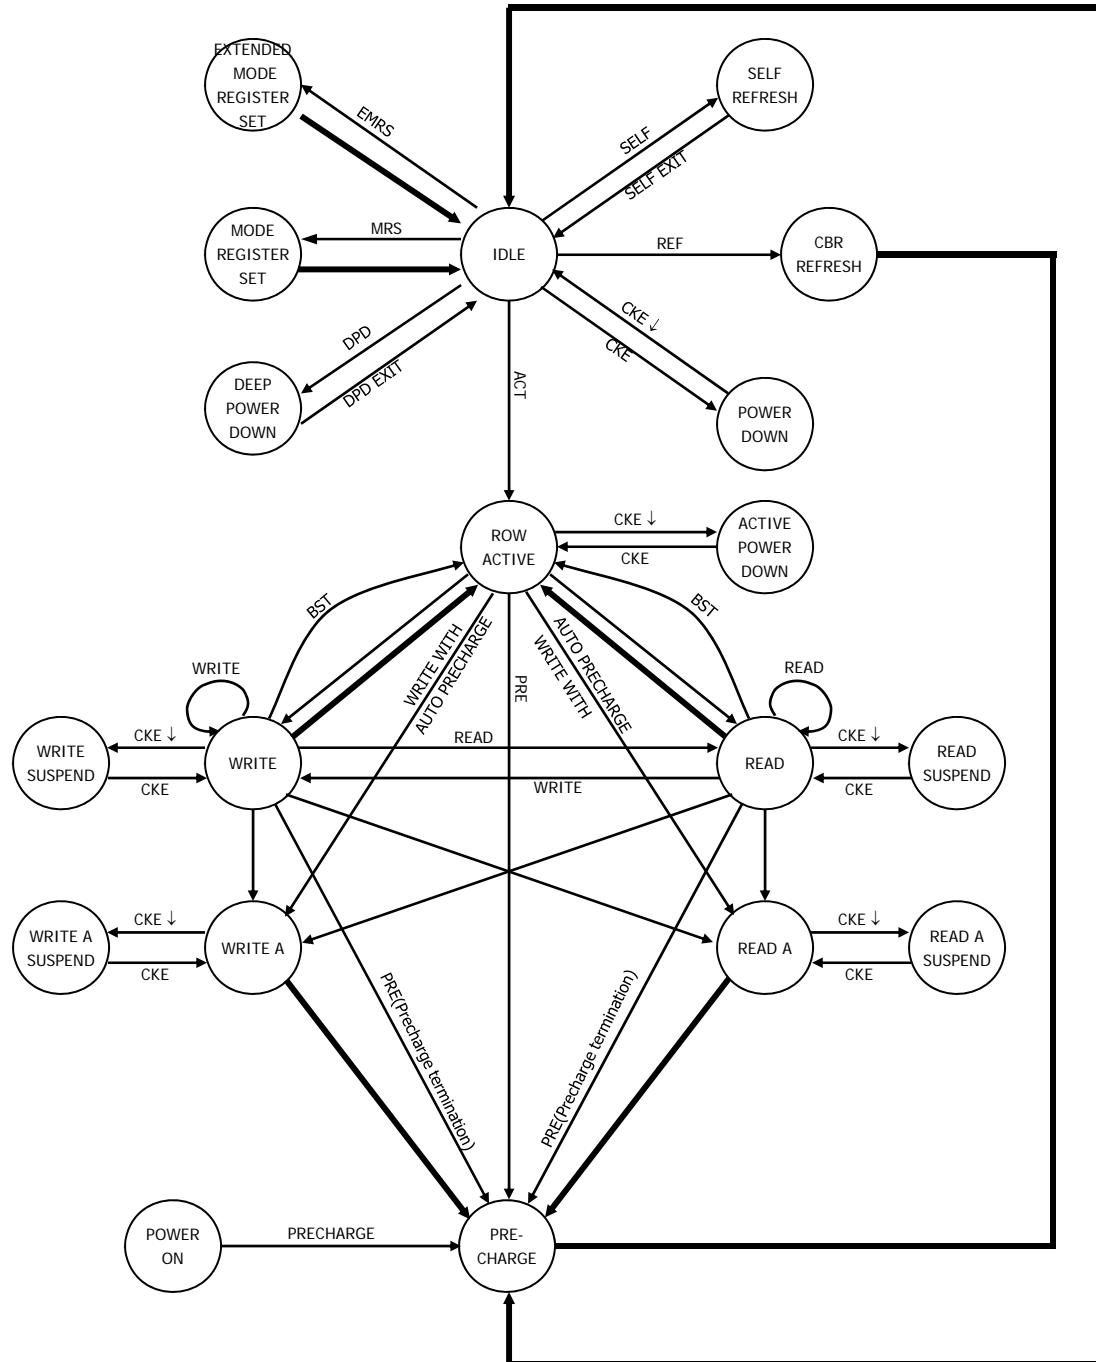 EXTENDED
MODE
REGISTER
SET
SELF
REFRESH
EMRS
SELF
SELF EXIT
MODE
REGISTER
SET
MRS
IDLE
REF
CBR
REFRESH
DPD
DPD EXIT
CKE ↓
CKE
ACT
DEEP
POWER
DOWN
POWER
DOWN
ROW
ACTIVE
CKE ↓
CKE
ACTIVE
POWER
DOWN
BST
BST
WRITE WITH
AUTO PRECHARGE
PRE
AUTO PRECHARGE
WRITE WITH
WRITE
READ
WRITE
SUSPEND
CKE ↓
CKE
WRITE
READ
WRITE
READ
CKE ↓
CKE
READ
SUSPEND
WRITE A
SUSPEND
CKE ↓
CKE
WRITE A
READ A
CKE ↓
CKE
READ A
SUSPEND
PRE(Precharge termination)
PRE(Precharge termination)
POWER
ON
PRECHARGE
PRE-
CHARGE